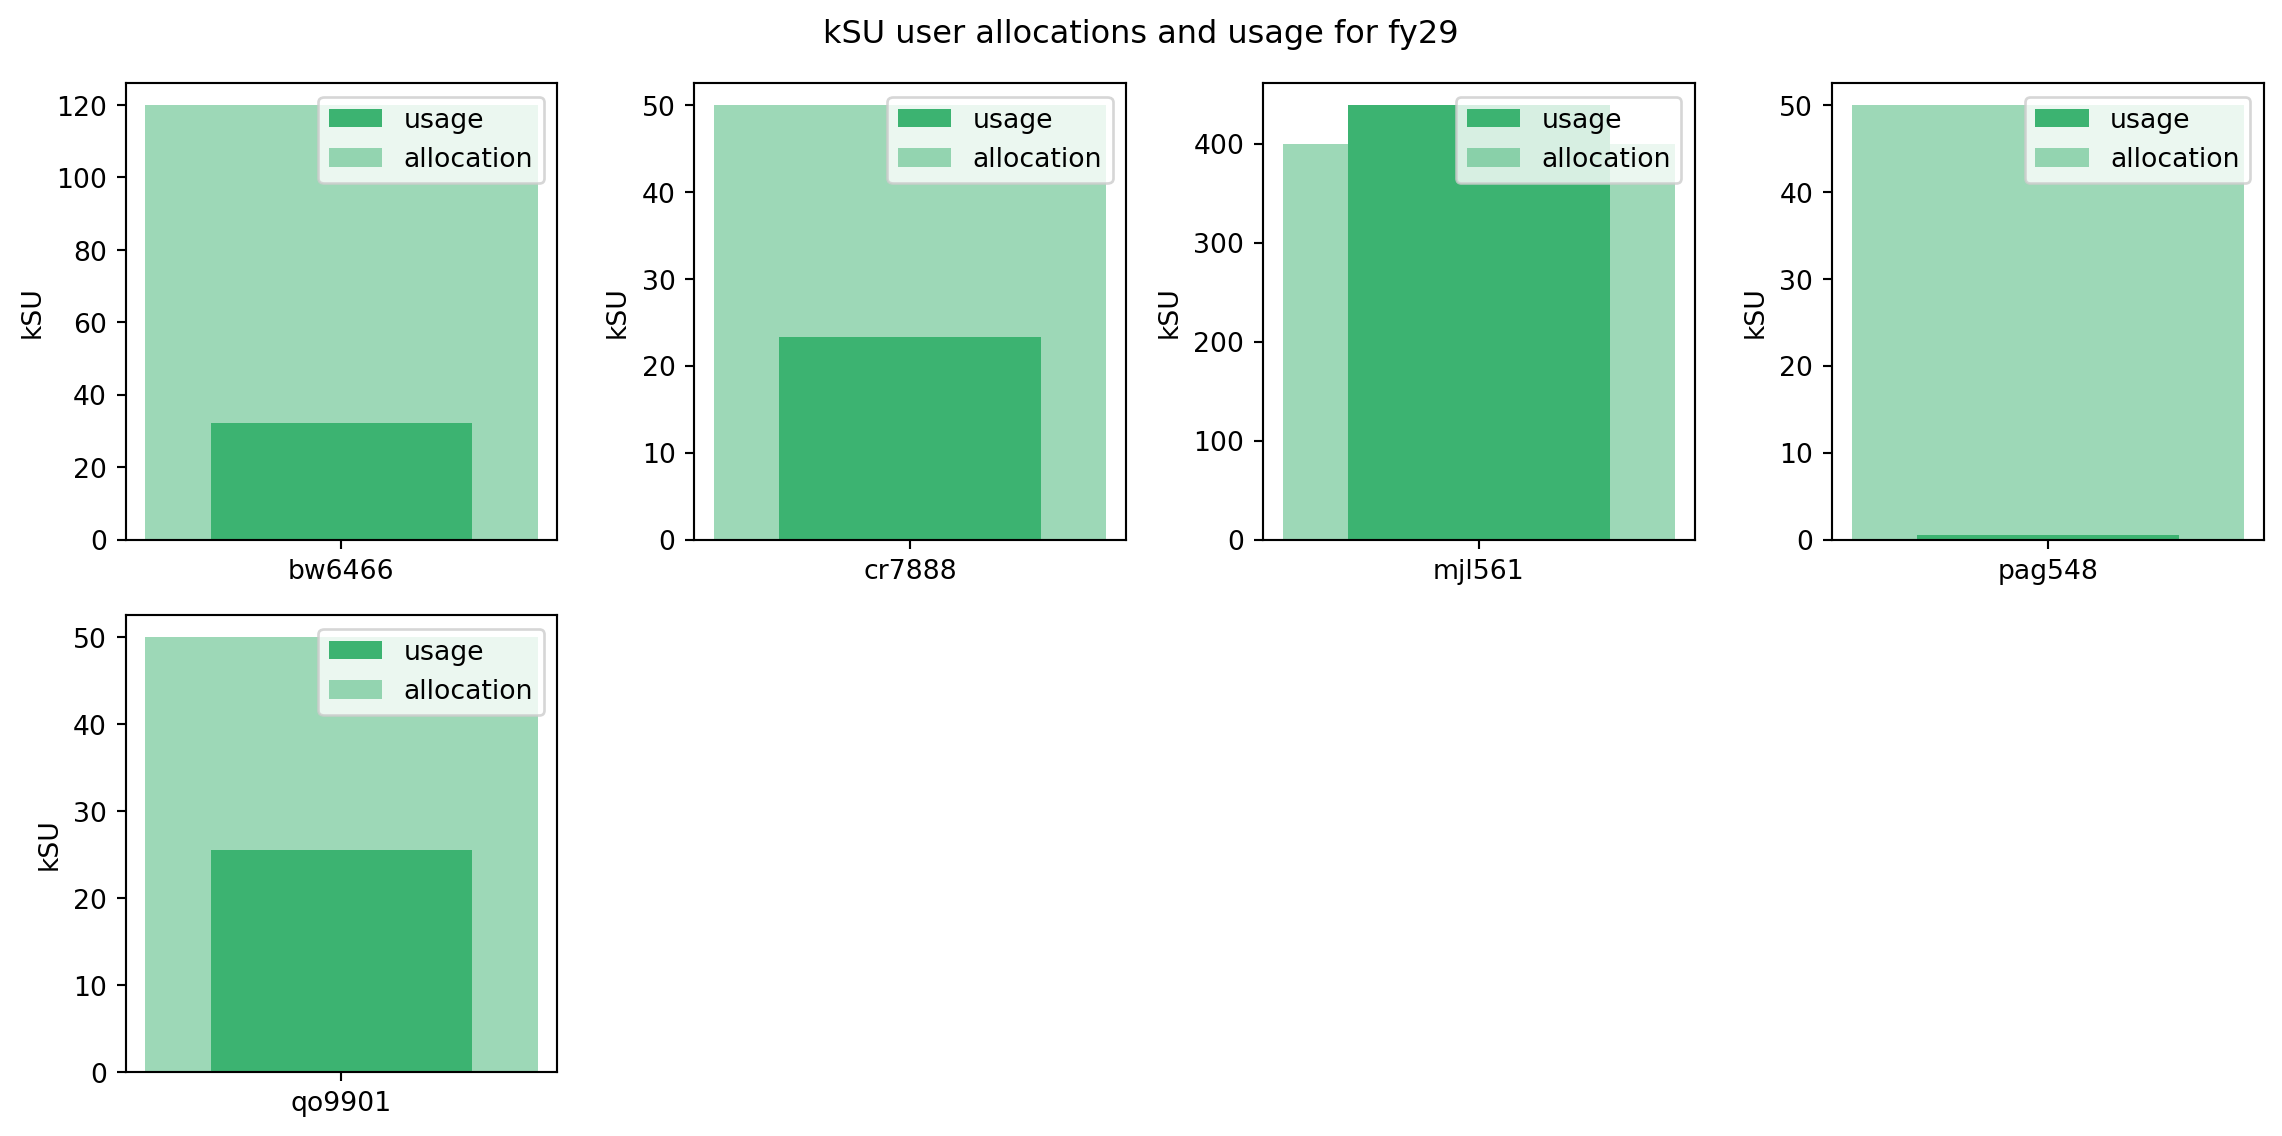 kSU user allocations and usage for fy29
120
100
80
60
40
20
0
kSU
usage
allocation
bw6466
50
40
30
20
10
0
kSU
usage
allocation
cr7888
400
300
200
100
0
kSU
usage
allocation
mjl561
50
40
30
20
10
0
kSU
usage
allocation
pag548
50
40
30
20
10
0
kSU
usage
allocation
qo9901